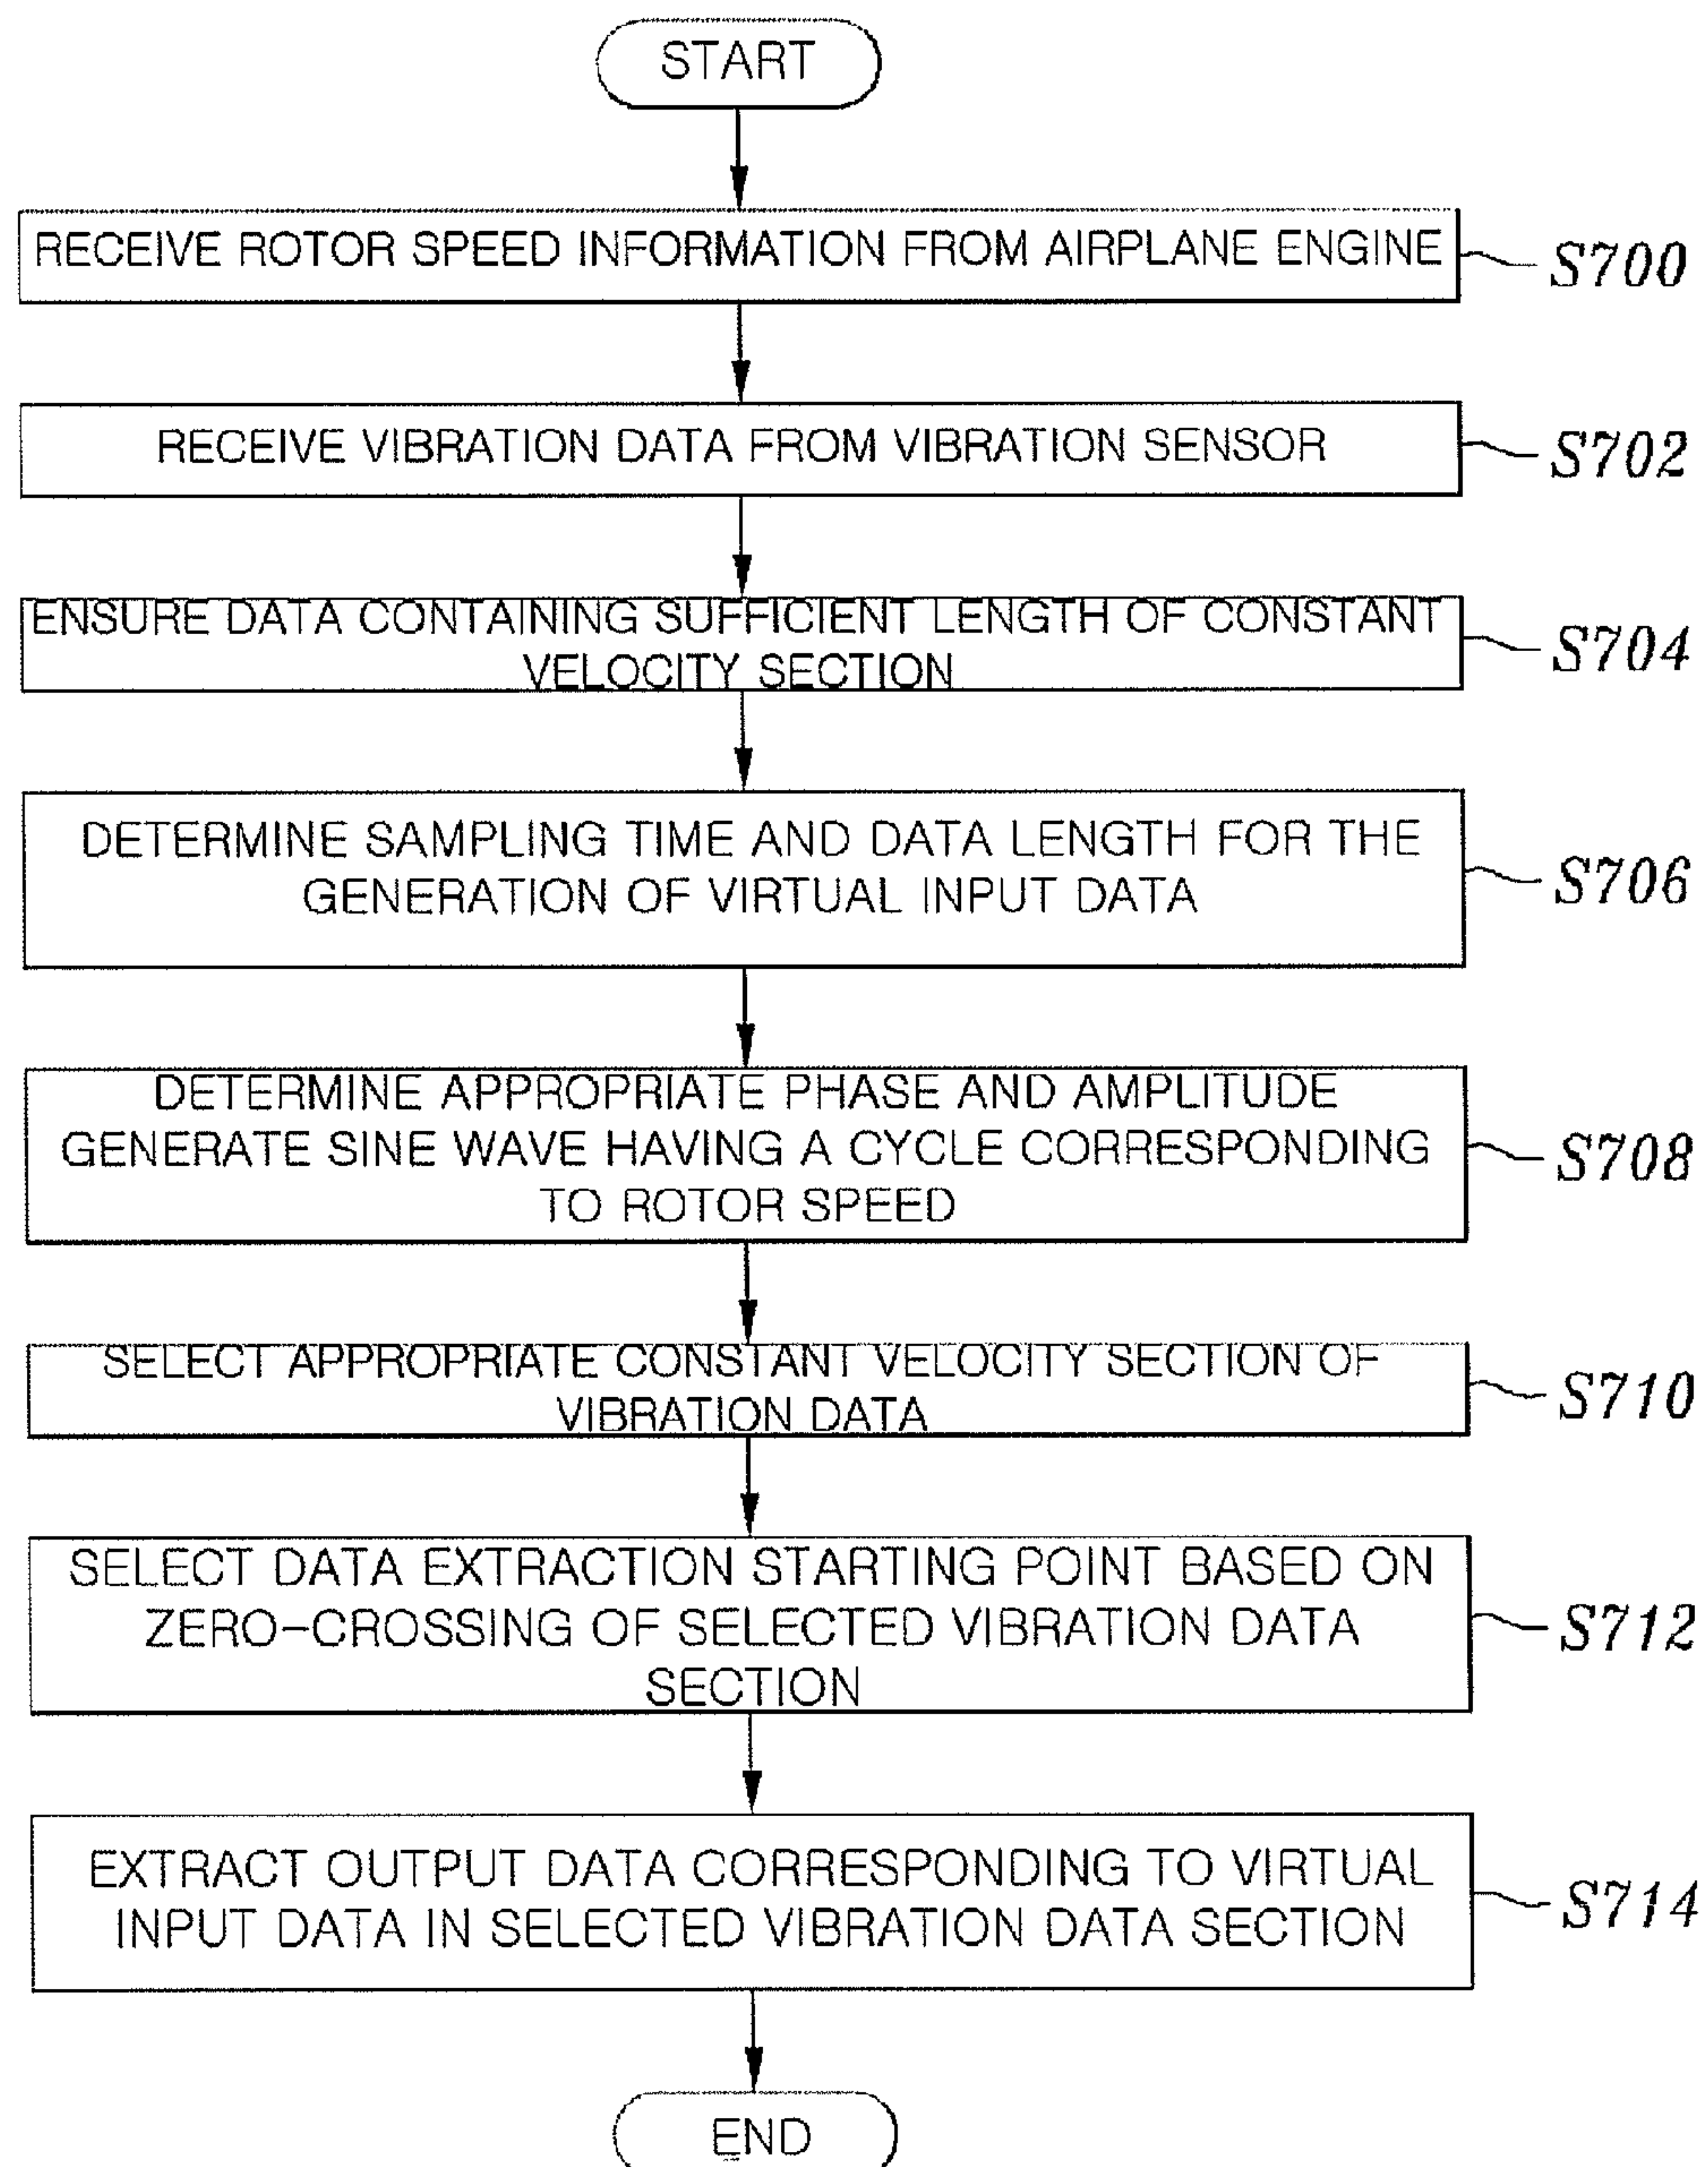 START
RECEIVE ROTOR SPEED INFORMATION FROM AIRPLANE ENGINE
S700
RECEIVE VIBRATION DATA FROM VIBRATION SENSOR
S702
ENSURE DATA CONTAINING SUFFICIENT LENGTH OF CONSTANT
VELOCITY SECTION
S704
DETERMINE SAMPLING TIME AND DATA LENGTH FOR THE
GENERATION OF VIRTUAL INPUT DATA
S706
DETERMINE APPROPRIATE PHASE AND AMPLITUDE
GENERATE SINE WAVE HAVING A CYCLE CORRESPONDING
TO ROTOR SPEED
S708
SELECT APPROPRIATE CONSTANT VELOCITY SECTION OF
VIBRATION DATA
S710
SELECT DATA EXTRACTION STARTING POINT BASED ON
ZERO-CROSSING OF SELECTED VIBRATION DATA
SECTION
S712
EXTRACT OUTPUT DATA CORRESPONDING TO VIRTUAL
INPUT DATA IN SELECTED VIBRATION DATA SECTION
S714
END